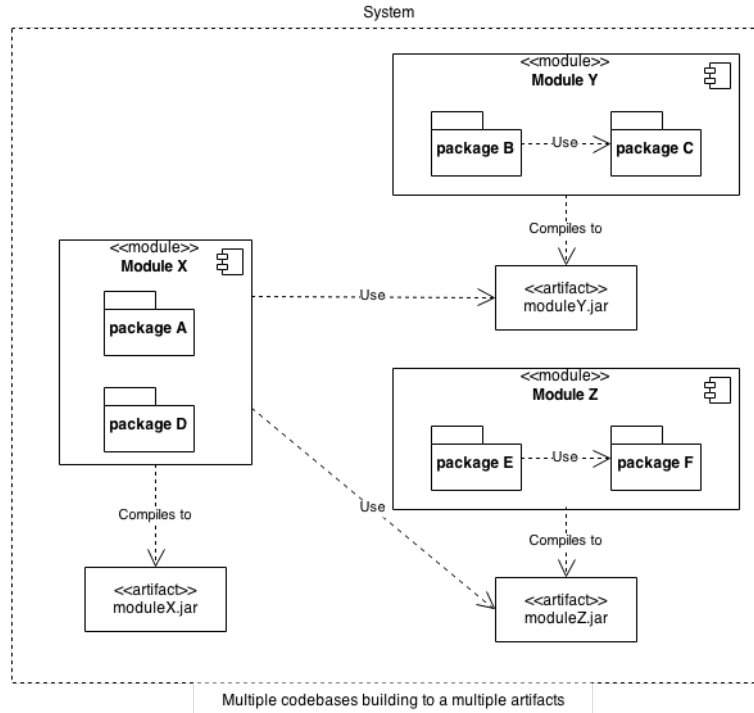 System
<<module>>
Module Y
package B
Use
package C
Compiles to
<<artifact>>
moduleY.jar
<<module>>
Module X
package A
package D
Use
Use
Compiles to
<<artifact>>
moduleX.jar
<<module>>
Module Z
package E
Use
package F
Compiles to
<<artifact>>
moduleZ.jar
Multiple codebases building to a multiple artifacts